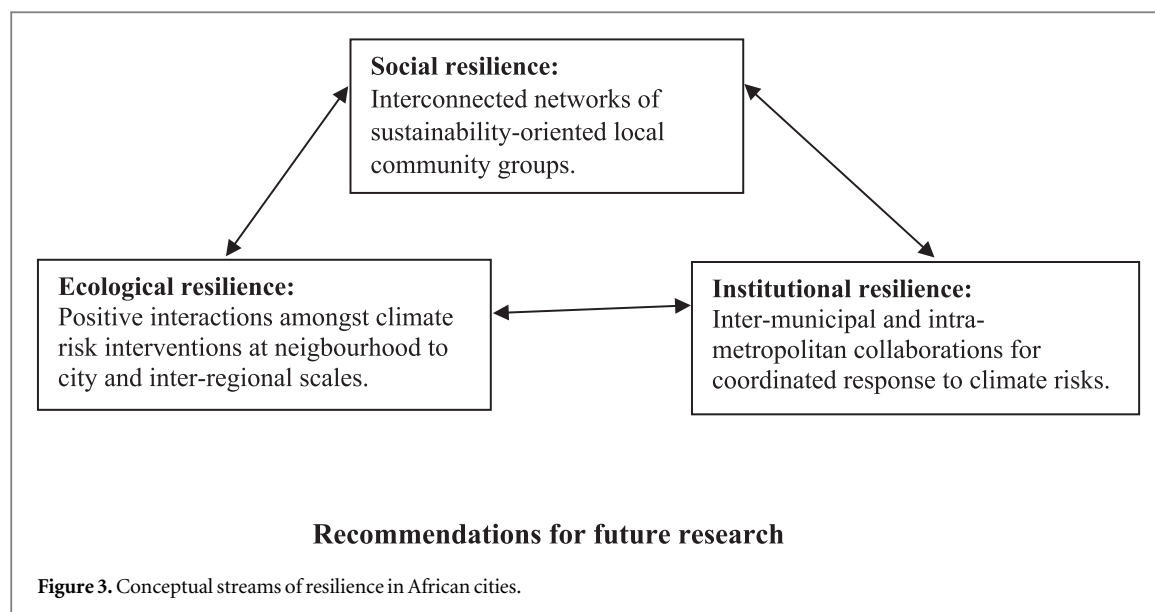 Social resilience:
Interconnected networks of
sustainability-oriented local
community groups.
Ecological resilience:
Positive interactions amongst climate
risk interventions at neigbourhood to
city and inter-regional scales.
Institutional resilience:
Inter-municipal and intra-
metropolitan collaborations for
coordinated response to climate risks.
Recommendations for future research
Figure 3. Conceptual streams of resilience in African cities.